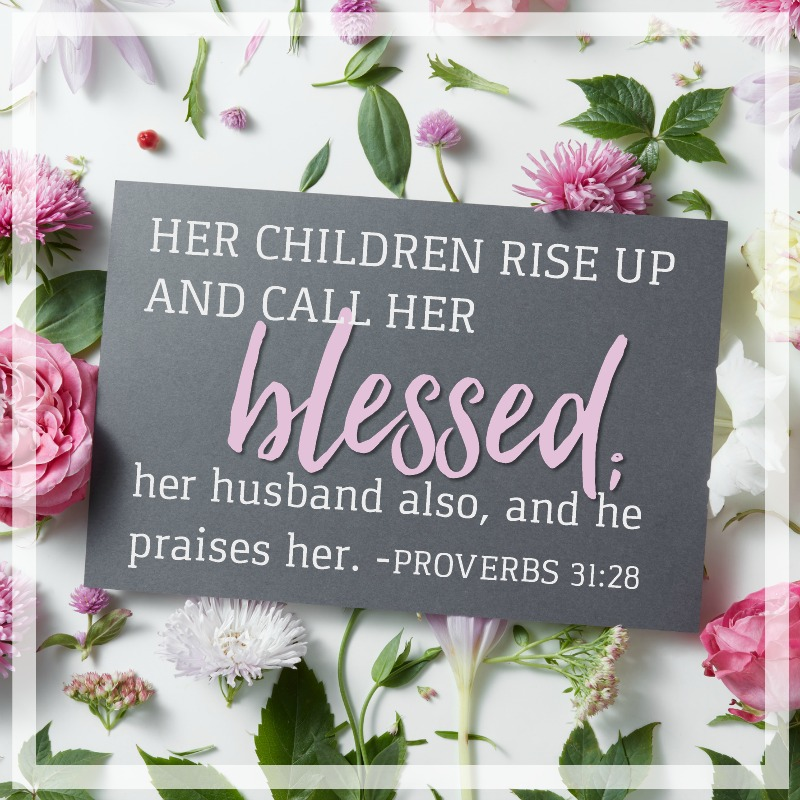 HER CHILDREN RISE UP
AND CALL HER
blessed;
her husband also, and he
praises her. -PROVERBS 31:28